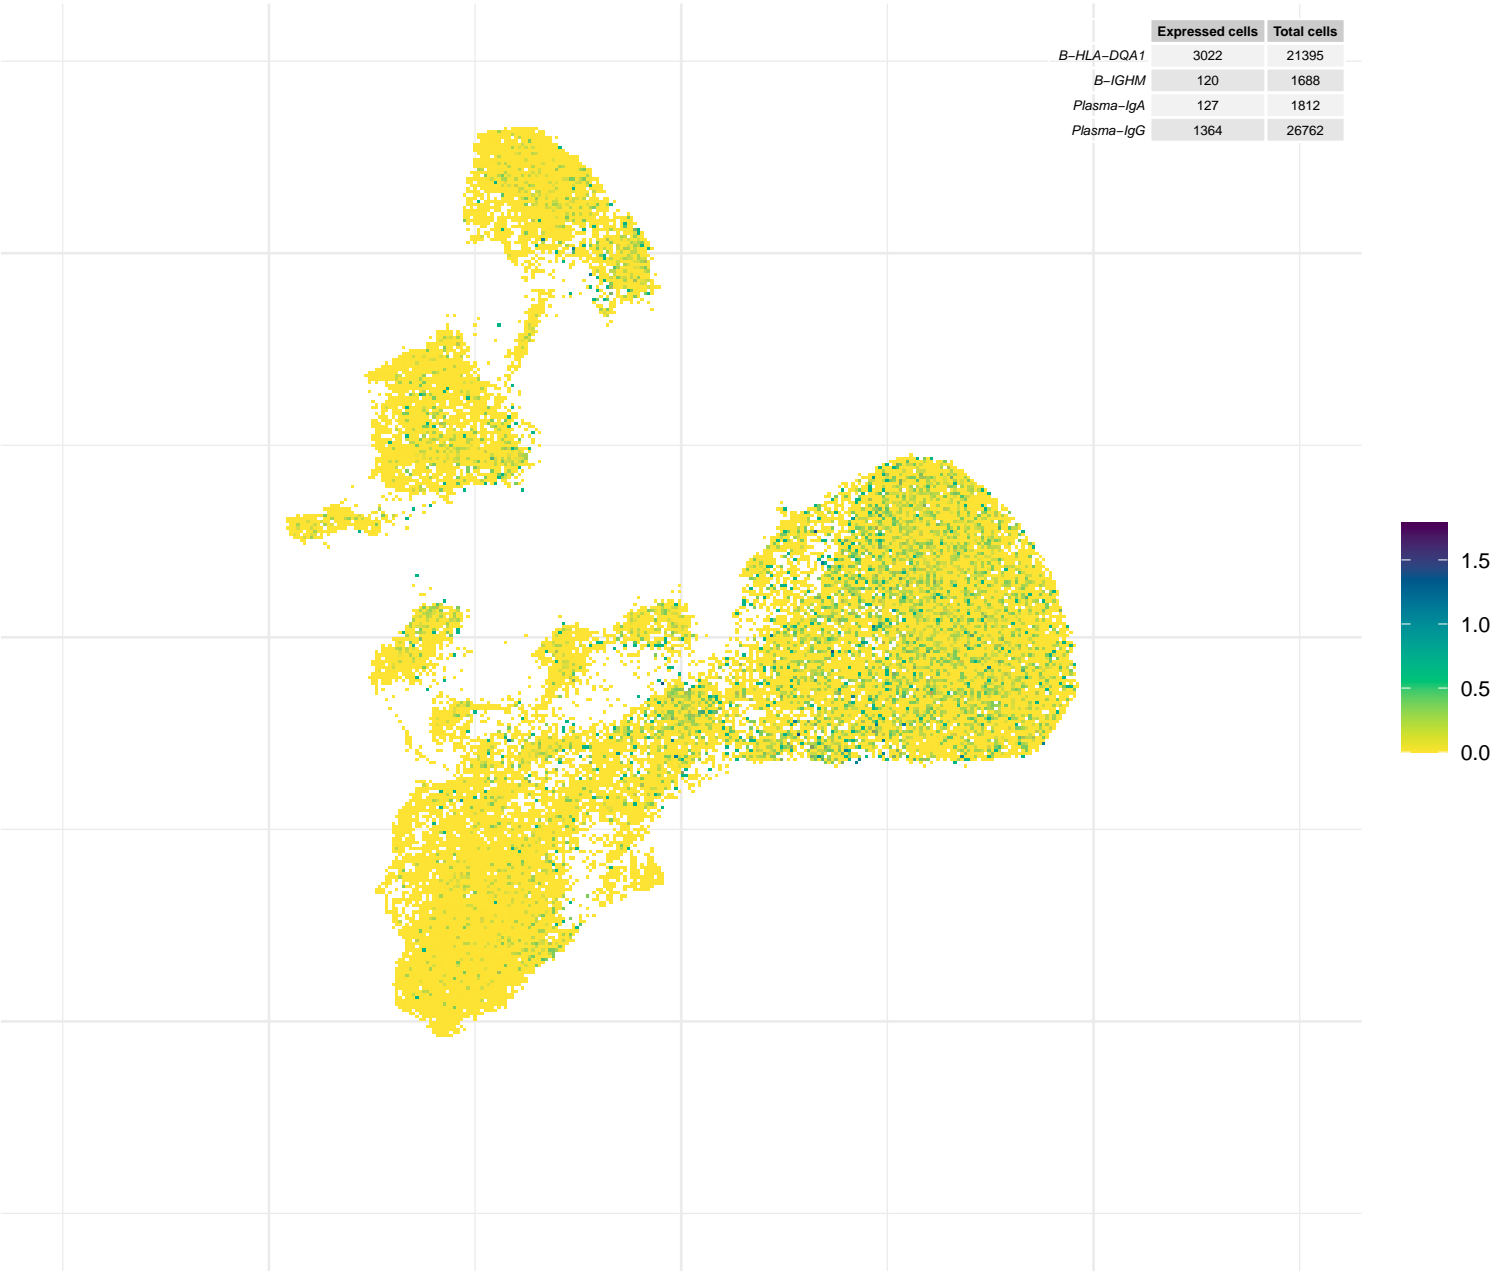 Expressed cells Total cells
B−HLA−DQA1 3022 21395
B−IGHM 120 1688
Plasma−IgA 127 1812
Plasma−IgG 1364 26762
1.5
1.0
0.5
0.0